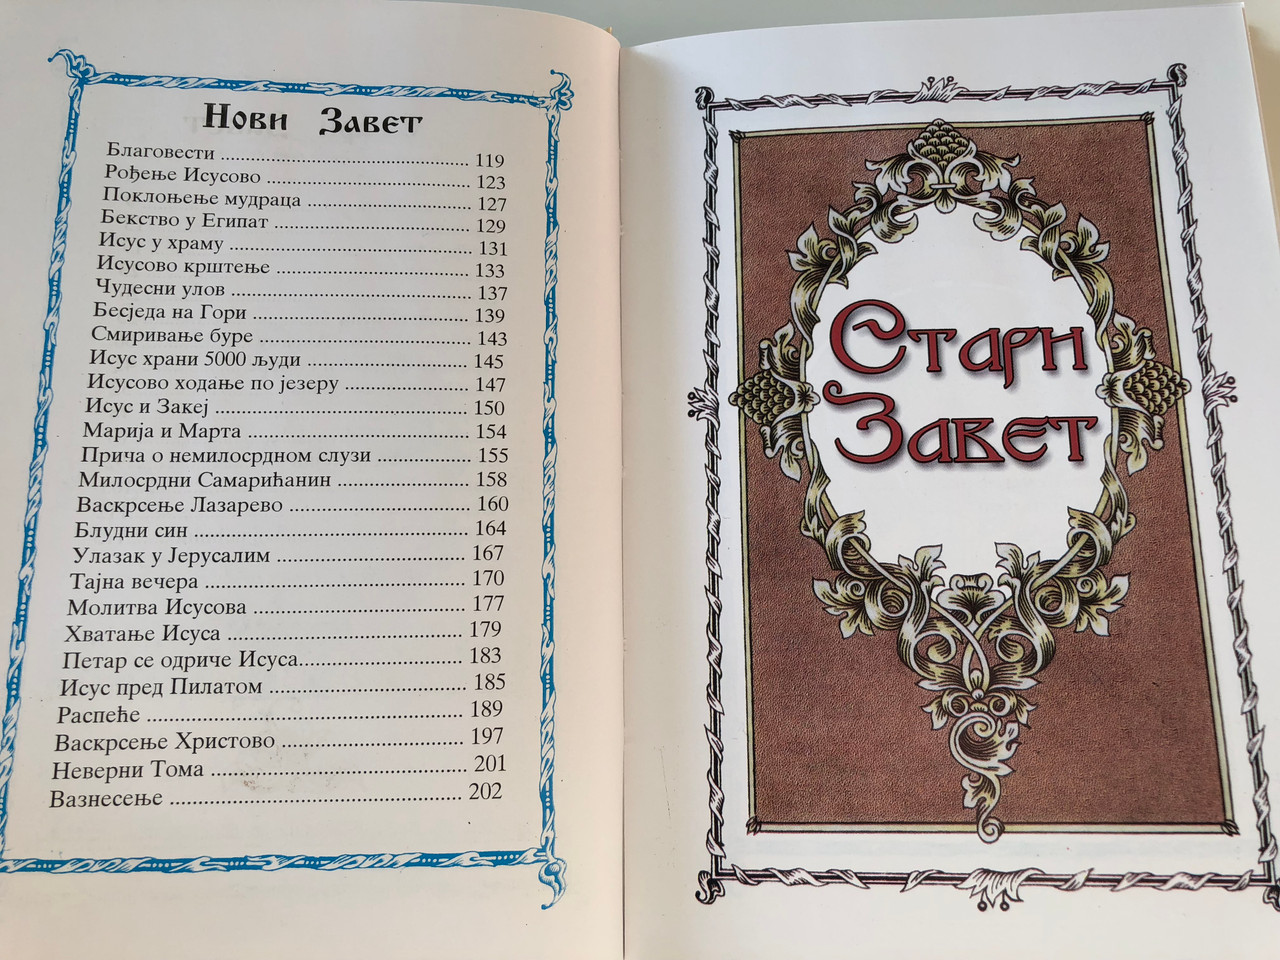 Нови Завет
Благовести ........................................ 119
Рођење Исусово ................................. 123
Поклоњење мудраца .......................... 127
Бекство у Египат ................................ 129
Исус у храму ...................................... 131
Исусово крштење ............................... 133
Чудесни улов ...................................... 137
Бесједа на Гори ................................... 139
Смиривање буре ................................. 143
Исус храни 5000 људи ........................ 145
Исусово ходање по језеру ................... 147
Исус и Закеј ........................................ 150
Марија и Марта .................................. 154
Прича о немилосрдном слузи ............. 155
Милосрдни Самарићанин ................... 158
Васкрсење Лазарево ........................... 160
Блудни син .......................................... 164
Улазак у Јерусалим ............................. 167
Тајна вечера ........................................ 170
Молитва Исусова ................................ 177
Хватање Исуса .................................... 179
Петар се одриче Исуса......................... 183
Исус пред Пилатом ............................. 185
Распеће ................................................ 189
Васкрсење Христово ........................... 197
Неверни Тома ...................................... 201
Вазнесење ............................................ 202
Стари
Завет